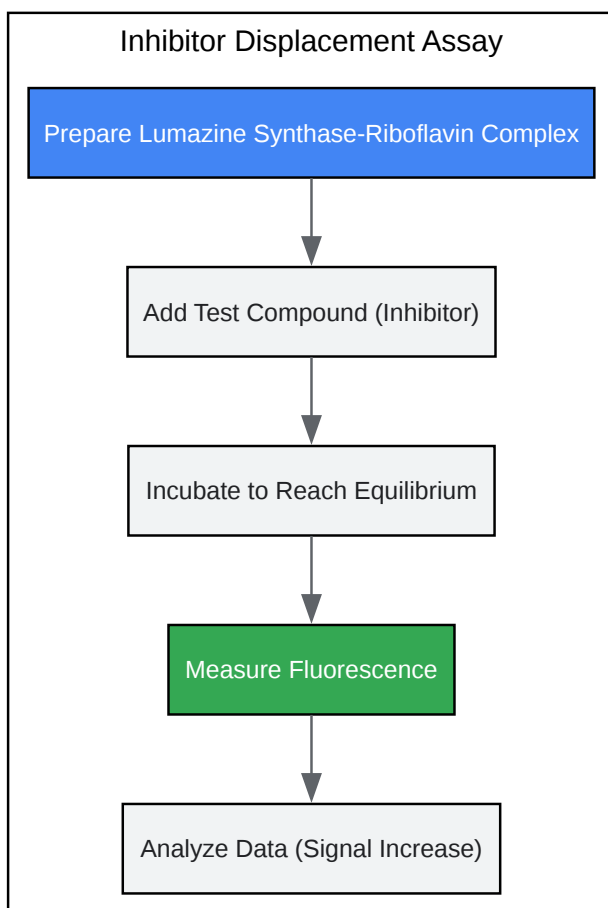 Inhibitor Displacement Assay
Prepare Lumazine Synthase-Riboflavin Complex
Add Test Compound (Inhibitor)
Incubate to Reach Equilibrium
Measure Fluorescence
Analyze Data (Signal Increase)